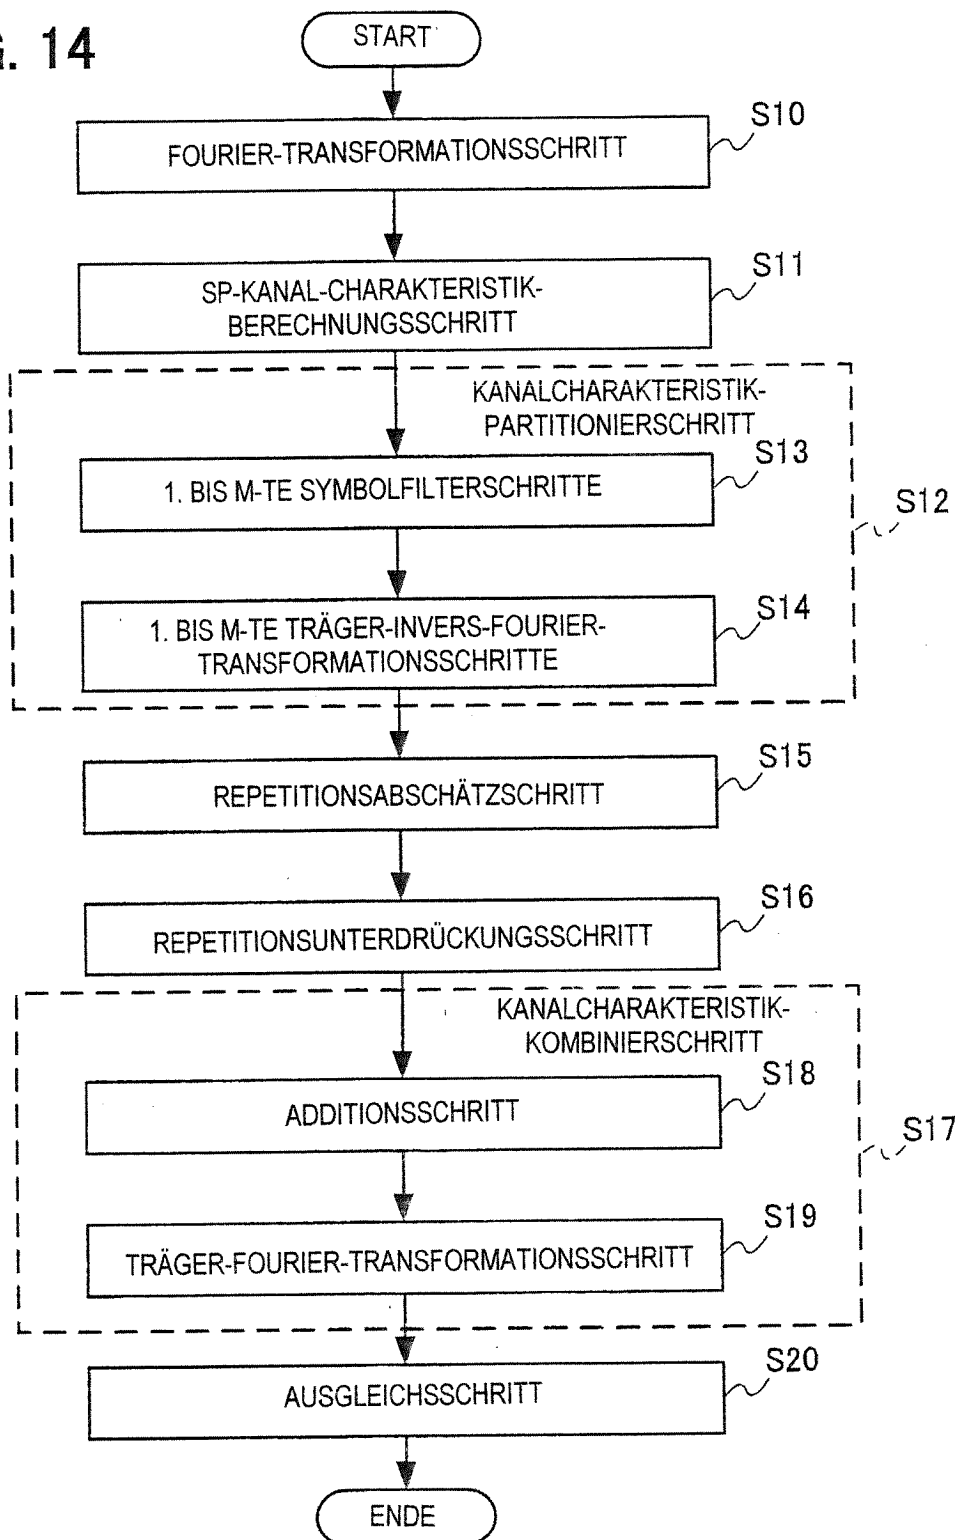 G. 14
START
S10
FOURIER-TRANSFORMATIONSSCHRITT
S11
SP-KANAL-CHARAKTERISTIK-
BERECHNUNGSSCHRITT
KANALCHARAKTERISTIK-
PARTITIONIERSCHRITT
S13
1. BIS M-TE SYMBOLFILTERSCHRITTE
S12
S14
1. BIS M-TE TRÄGER-INVERS-FOURIER-
TRANSFORMATIONSSCHRITTE
S15
REPETITIONSABSCHÄTZSCHRITT
S16
REPETITIONSUNTERDRÜCKUNGSSCHRITT
KANALCHARAKTERISTIK-
KOMBINIERSCHRITT
S18
ADDITIONSSCHRITT
S17
S19
TRÄGER-FOURIER-TRANSFORMATIONSSCHRITT
S20
AUSGLEICHSSCHRITT
ENDE